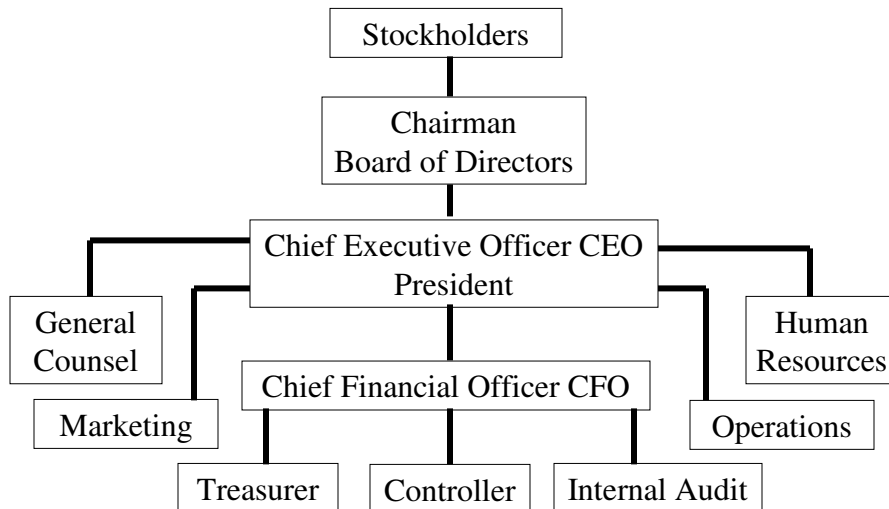 Stockholders
Chairman
Board of Directors
Chief Executive Officer CEO
President
General
Counsel
Human
Resources
Chief Financial Officer CFO
Marketing
Operations
Treasurer
Controller
Internal Audit